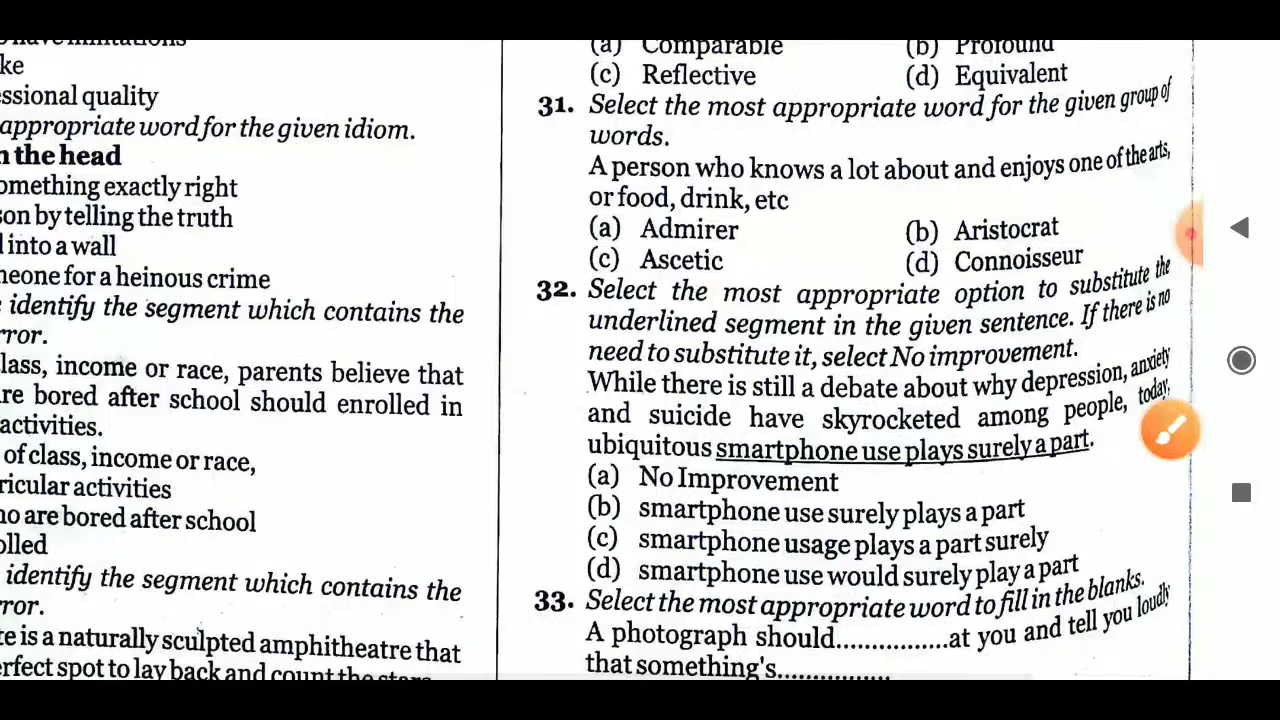 ke
ssional quality
appropriate word for the given idiom.
n the head
omething exactly right
son by telling the truth
into a wall
meone for a heinous crime
identify the segment which contains the
rror.
lass, income or race, parents believe that
re bored after school should enrolled in
activities.
of class, income or race,
ricular activities
no are bored after school
olled
identify the segment which contains the
rror.
te is a naturally sculpted amphitheatre that
erfect spot to lay back and count the stars
(a) Comparable (b) Profound
(c) Reflective (d) Equivalent
31. Select the most appropriate word for the given group of
words.
A person who knows a lot about and enjoys one of the arts,
or food, drink, etc
(a) Admirer (b) Aristocrat
(c) Ascetic (d) Connoisseur
32. Select the most appropriate option to substitute the
underlined segment in the given sentence. If there is no
need to substitute it, select No improvement.
While there is still a debate about why depression, anxiety
and suicide have skyrocketed among people, today,
ubiquitous smartphone use plays surely a part.
(a) No Improvement
(b) smartphone use surely plays a part
(c) smartphone usage plays a part surely
(d) smartphone use would surely play a part
33. Select the most appropriate word to fill in the blanks.
A photograph should................at you and tell you loudly
that something's................